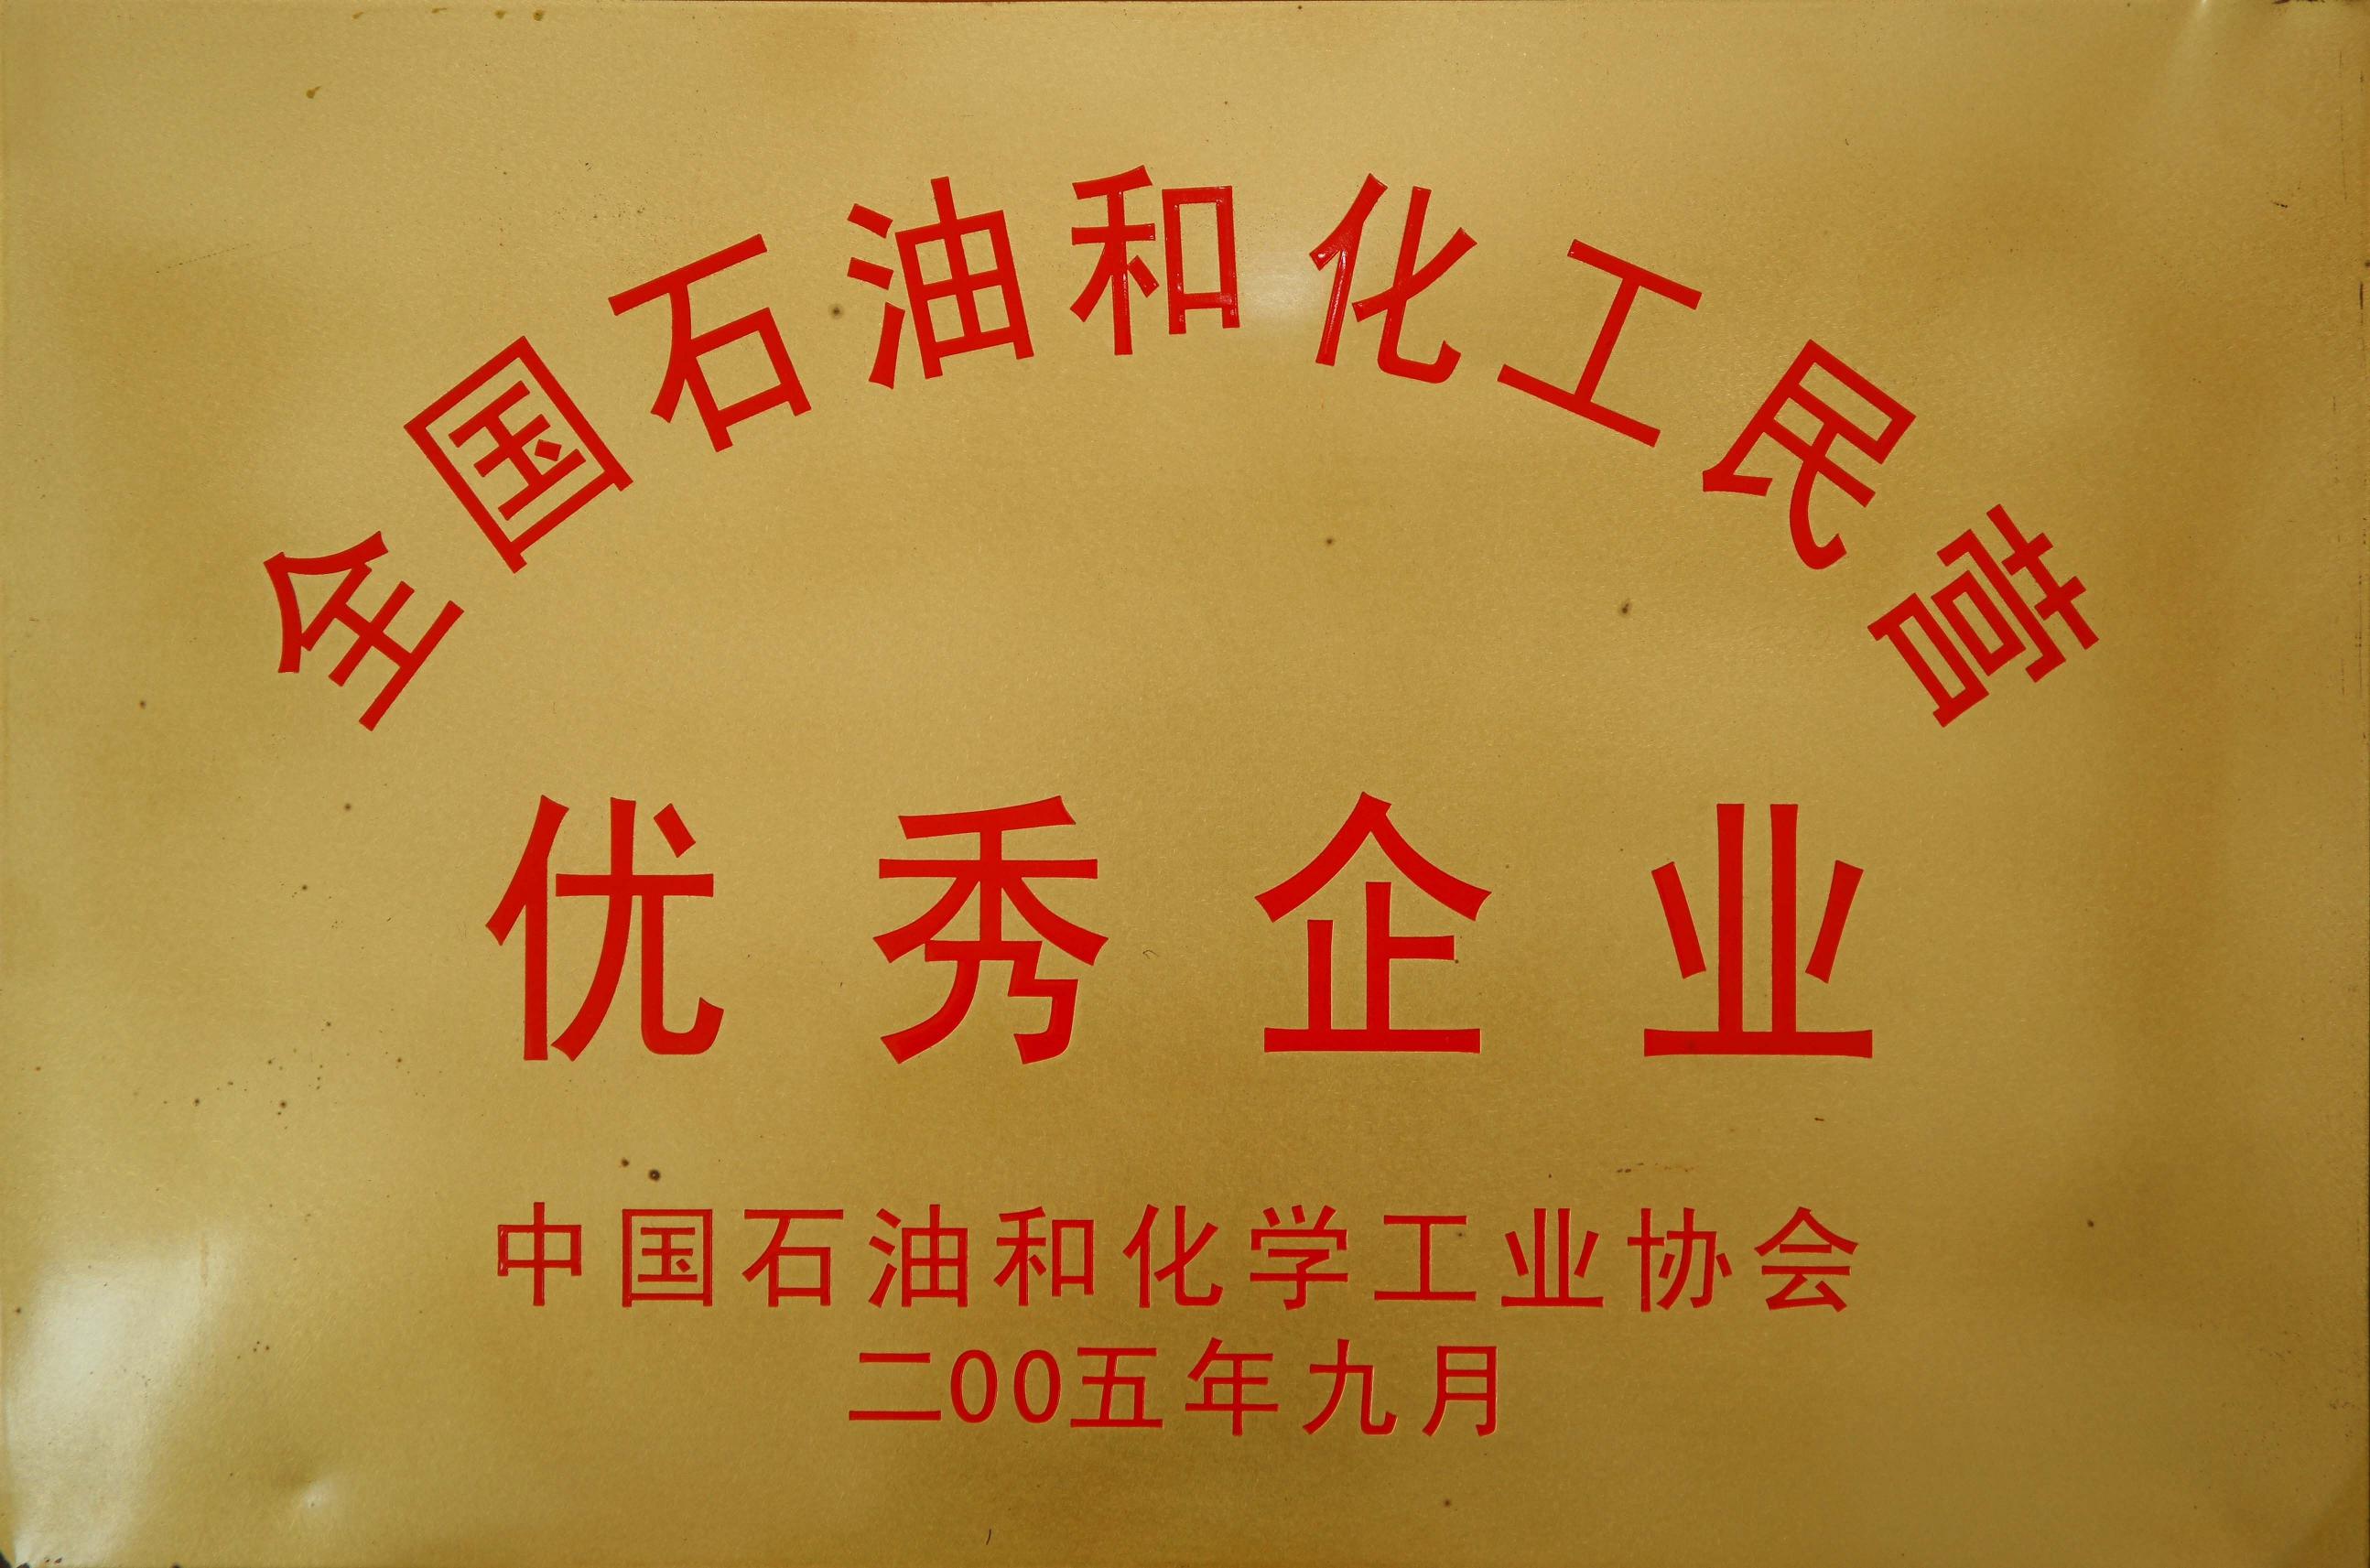 全国石油和化工民营
优秀企业
中国石油和化学工业协会
二00五年九月